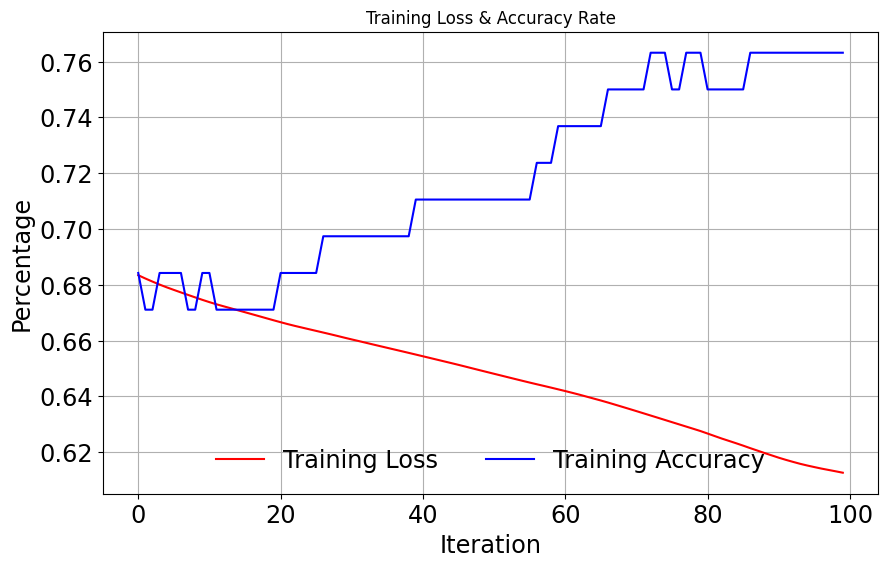 Training Loss & Accuracy Rate
0.76
0.74
0.72
0.70
0.68
0.66
0.64
0.62
Percentage
Training Loss Training Accuracy
0 20 40 60 80 100
Iteration